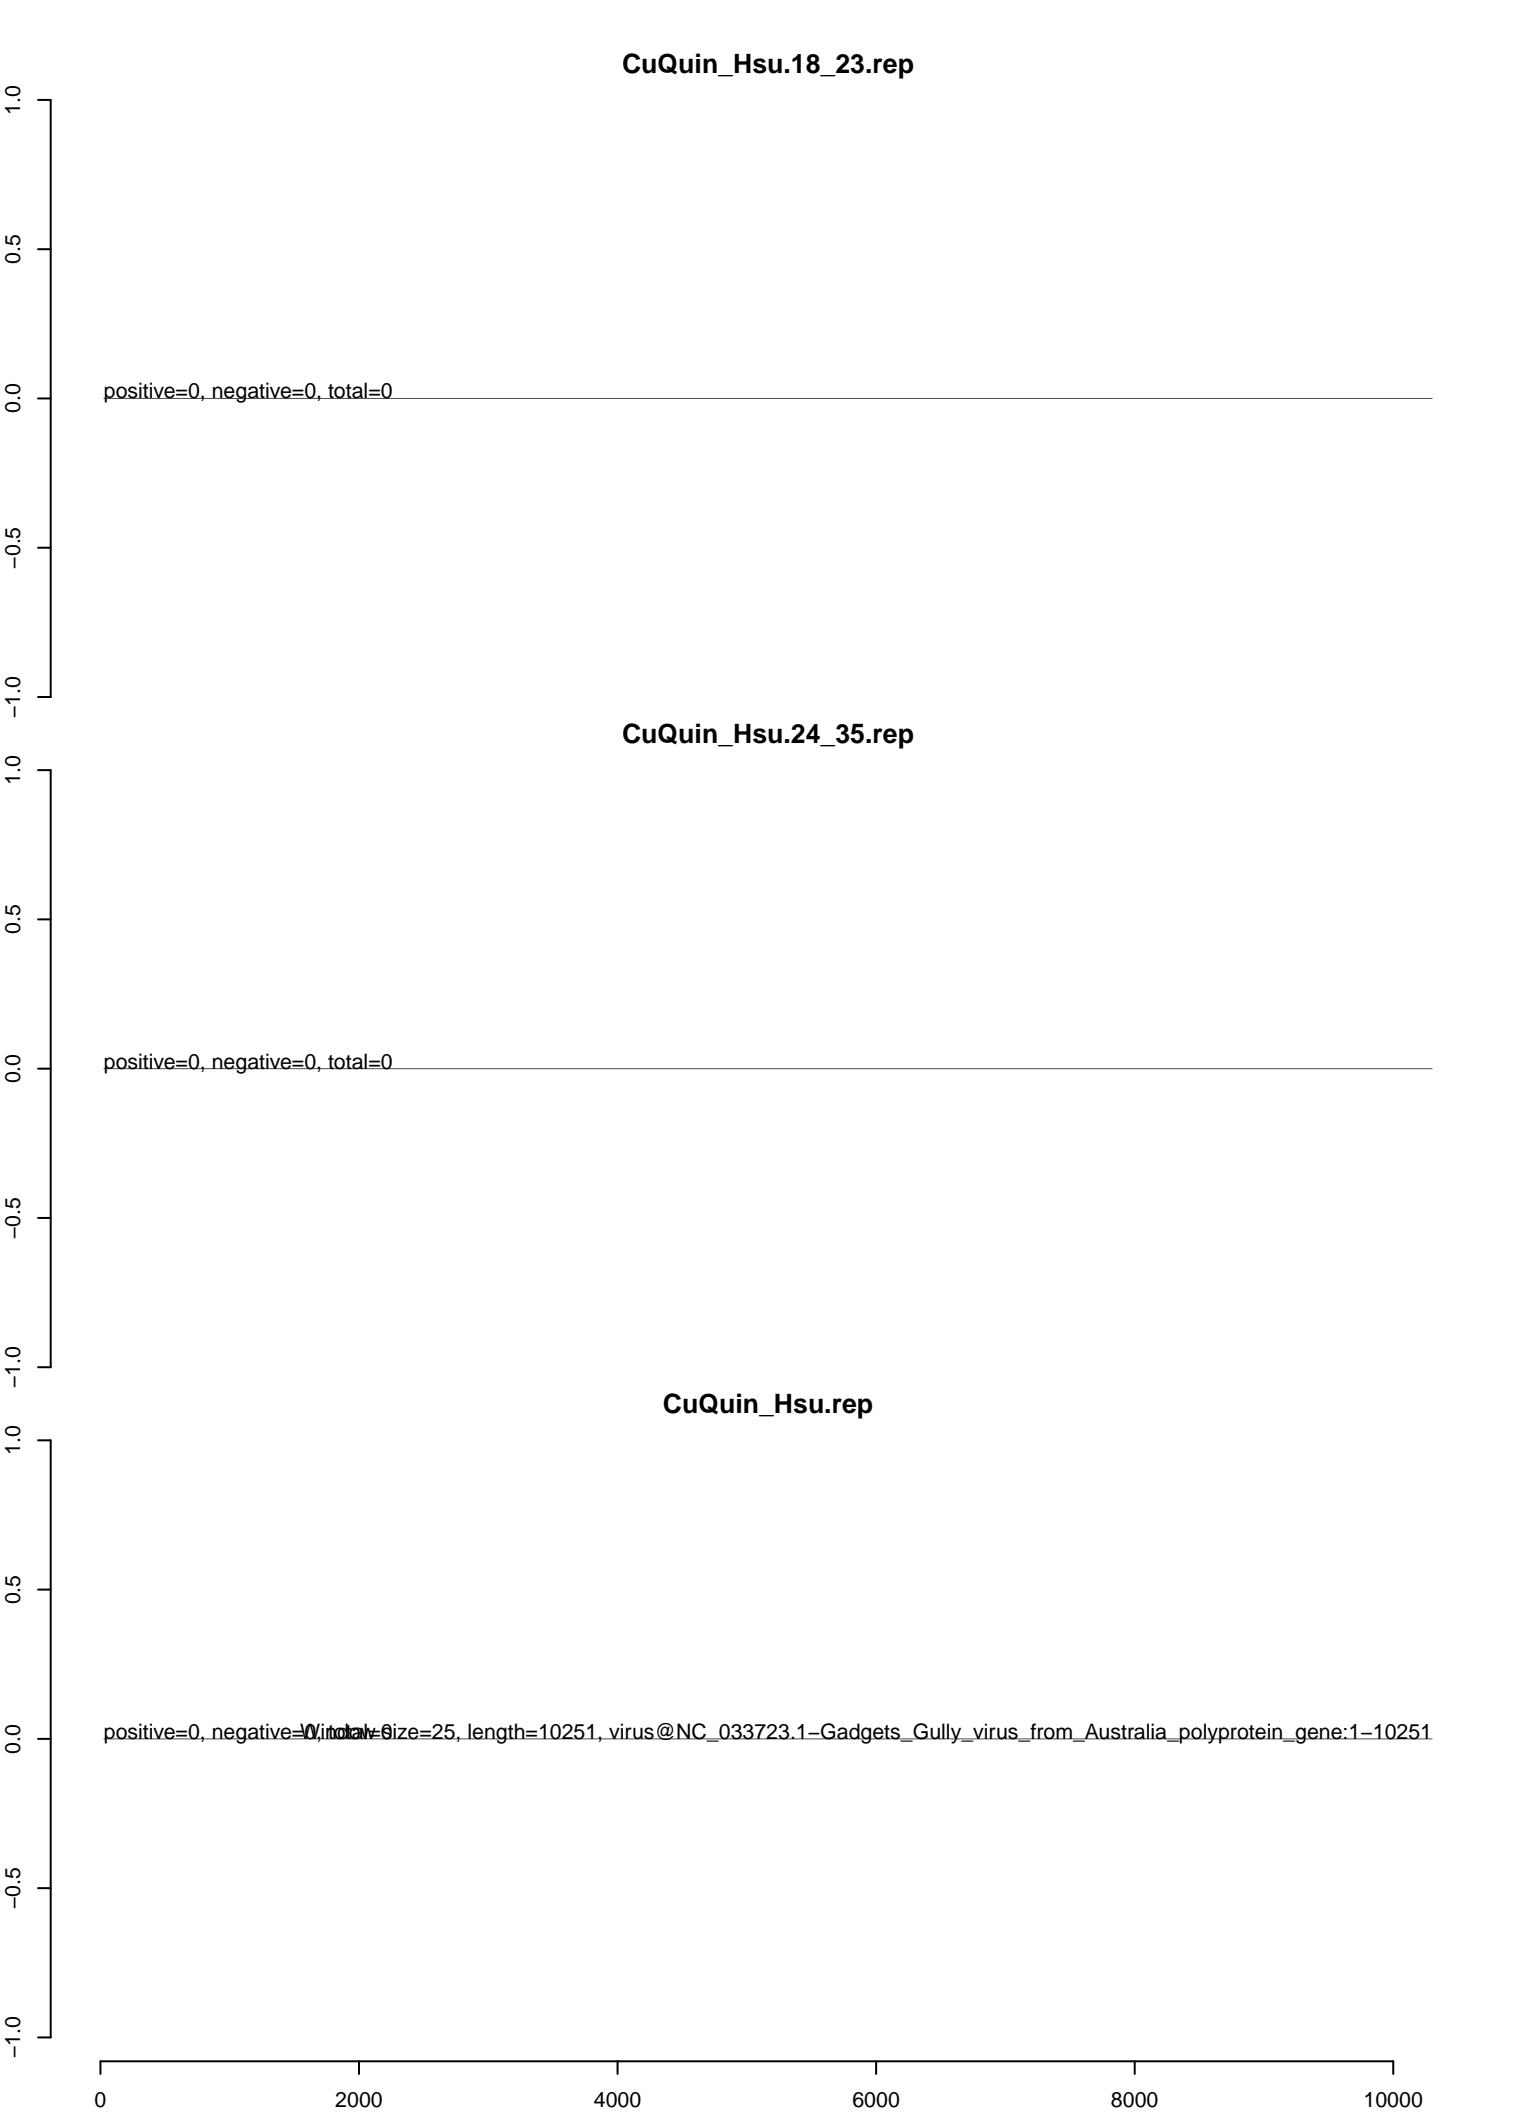 CuQuin_Hsu.18_23.rep
1.0
0.5
0.0
−0.5
−1.0
positive=0, negative=0, total=0
CuQuin_Hsu.24_35.rep
1.0
0.5
0.0
−0.5
−1.0
positive=0, negative=0, total=0
CuQuin_Hsu.rep
1.0
0.5
0.0
−0.5
−1.0
positive=0, negative=0, total=0
Window size=25, length=10251, virus@NC_033723.1−Gadgets_Gully_virus_from_Australia_polyprotein_gene:1−10251
0 2000 4000 6000 8000 10000